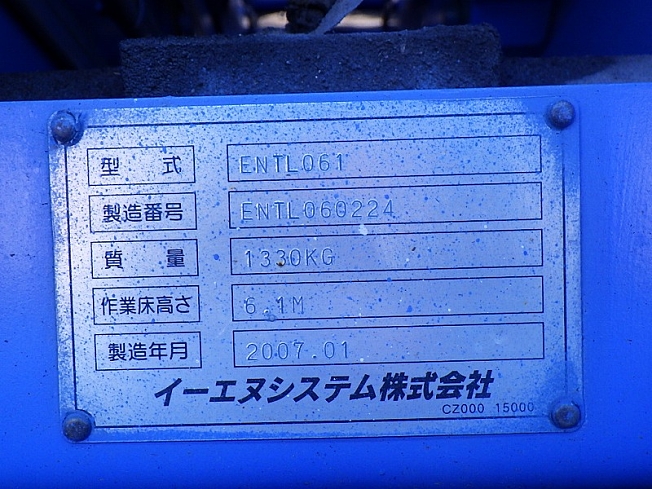 型式 ENTL061
製造番号 ENTL060224
質量 1330KG
作業床高さ 6.1M
製造年月 2007.01
イーエヌシステム株式会社
CZ000 15000